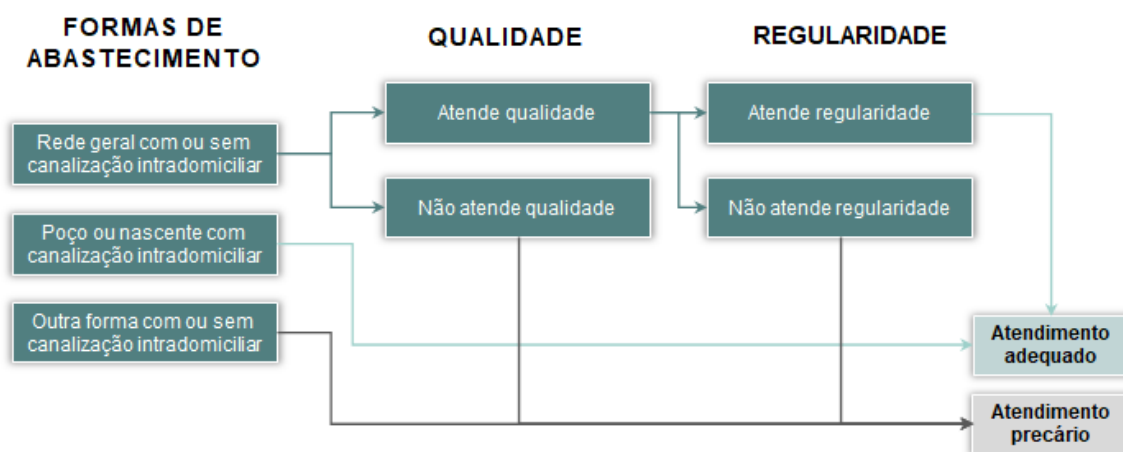 FORMAS DE
ABASTECIMENTO
QUALIDADE
REGULARIDADE
Rede geral com ou sem
canalização intradomiciliar
Atende qualidade
Atende regularidade
Não atende qualidade
Não atende regularidade
Poço ou nascente com
canalização intradomiciliar
Outra forma com ou sem
canalização intradomiciliar
Atendimento
adequado
Atendimento
precário